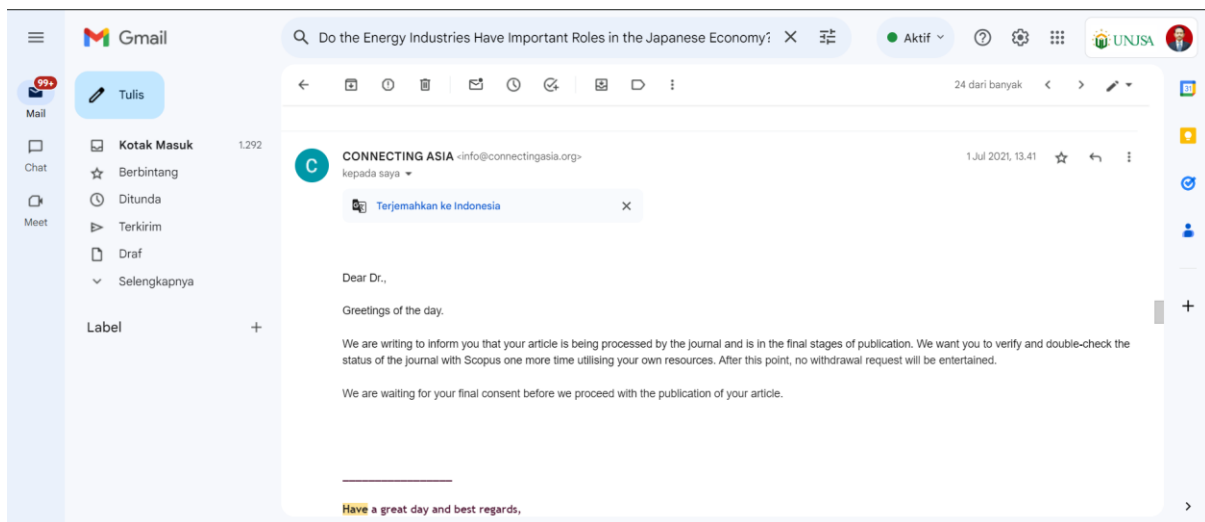 Gmail
Do the Energy Industries Have Important Roles in the Japanese Economy?
Aktif
UNJSA
99+
Mail
Chat
Meet
Tulis
Kotak Masuk 1.292
Berbintang
Ditunda
Terkirim
Draf
Selengkapnya
Label
24 dari banyak
31
C
CONNECTING ASIA <info@connectingasia.org>
1 Jul 2021, 13.41
kepada saya
Terjemahkan ke Indonesia
Dear Dr.,
Greetings of the day.
We are writing to inform you that your article is being processed by the journal and is in the final stages of publication. We want you to verify and double-check the
status of the journal with Scopus one more time utilising your own resources. After this point, no withdrawal request will be entertained.
We are waiting for your final consent before we proceed with the publication of your article.
Have a great day and best regards,